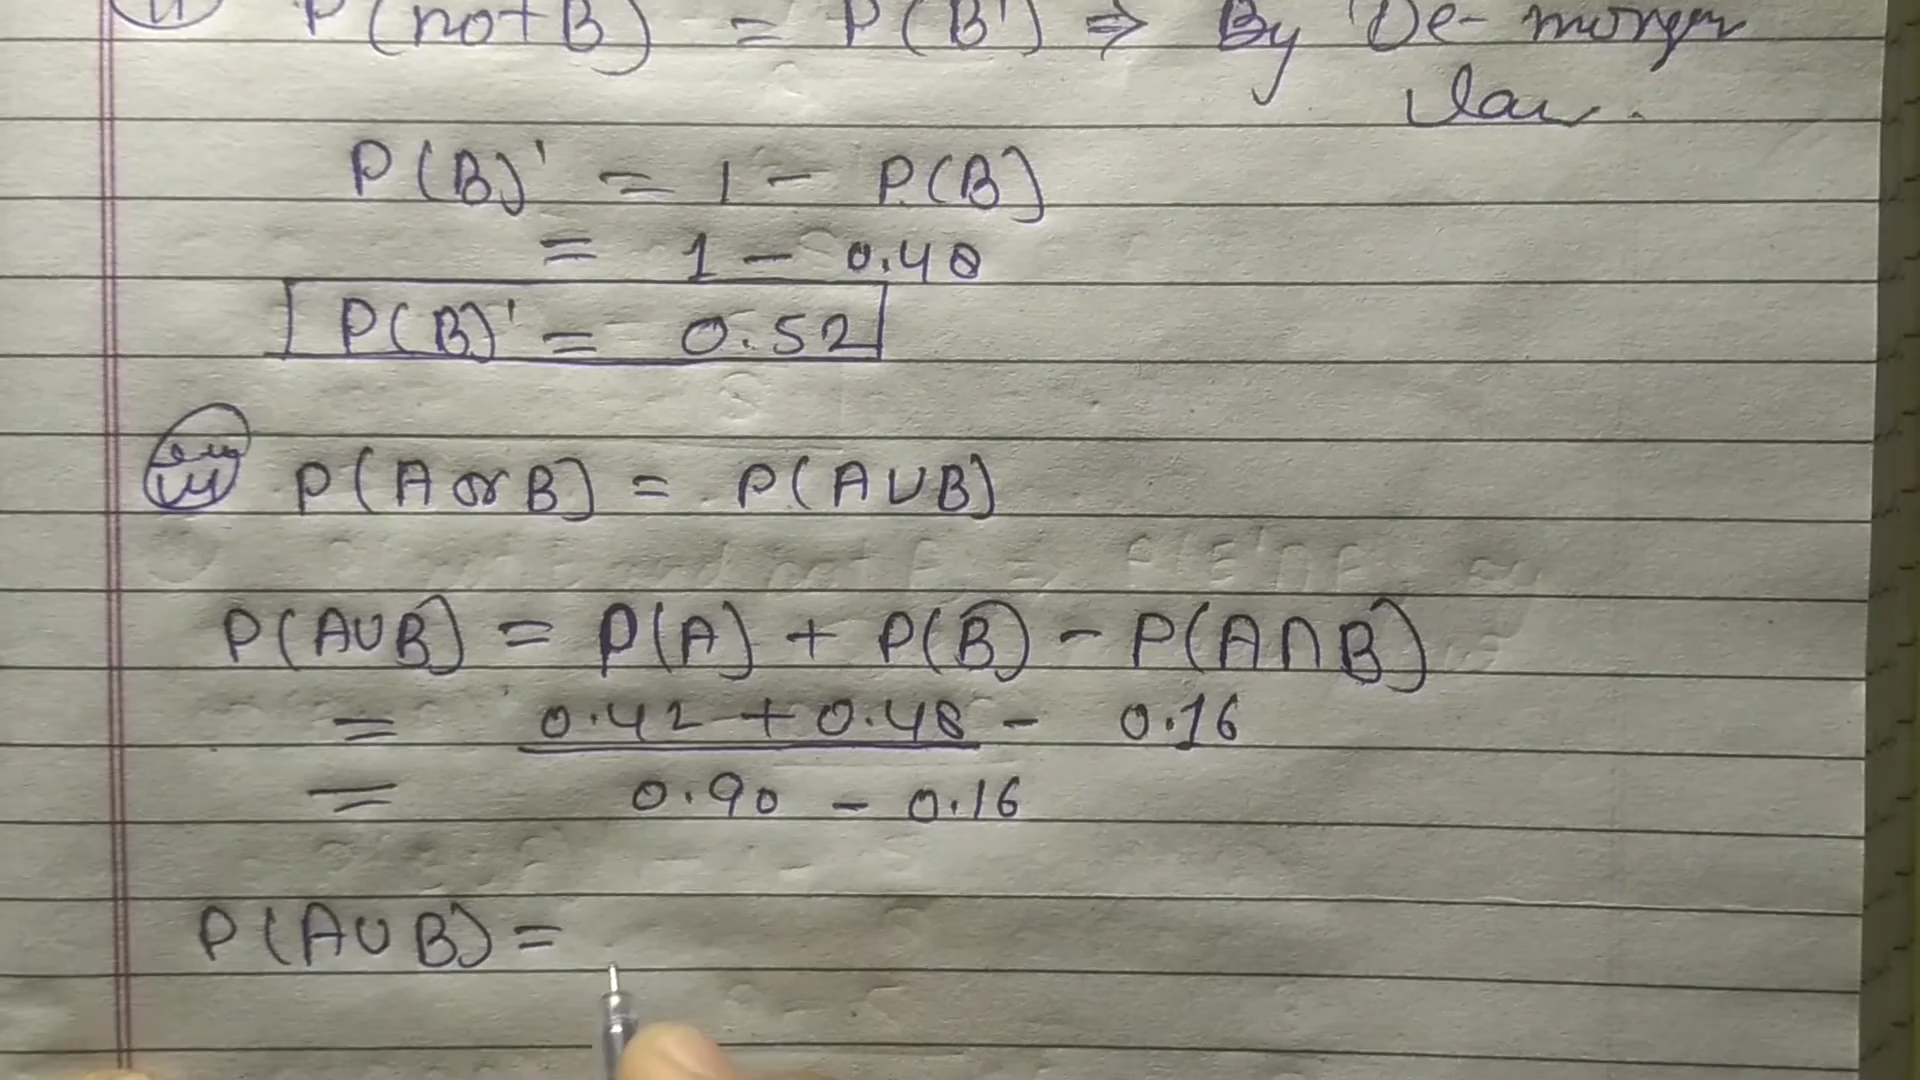 P(not B) = P(B') ⇒ By De-morgan
law.
P(B)' = 1 - P(B)
= 1 - 0.48
P(B)' = 0.52
P(A or B) = P(A∪B)
P(A∪B) = P(A) + P(B) - P(A∩B)
= 0.42 + 0.48 - 0.16
= 0.90 - 0.16
P(A∪B) =